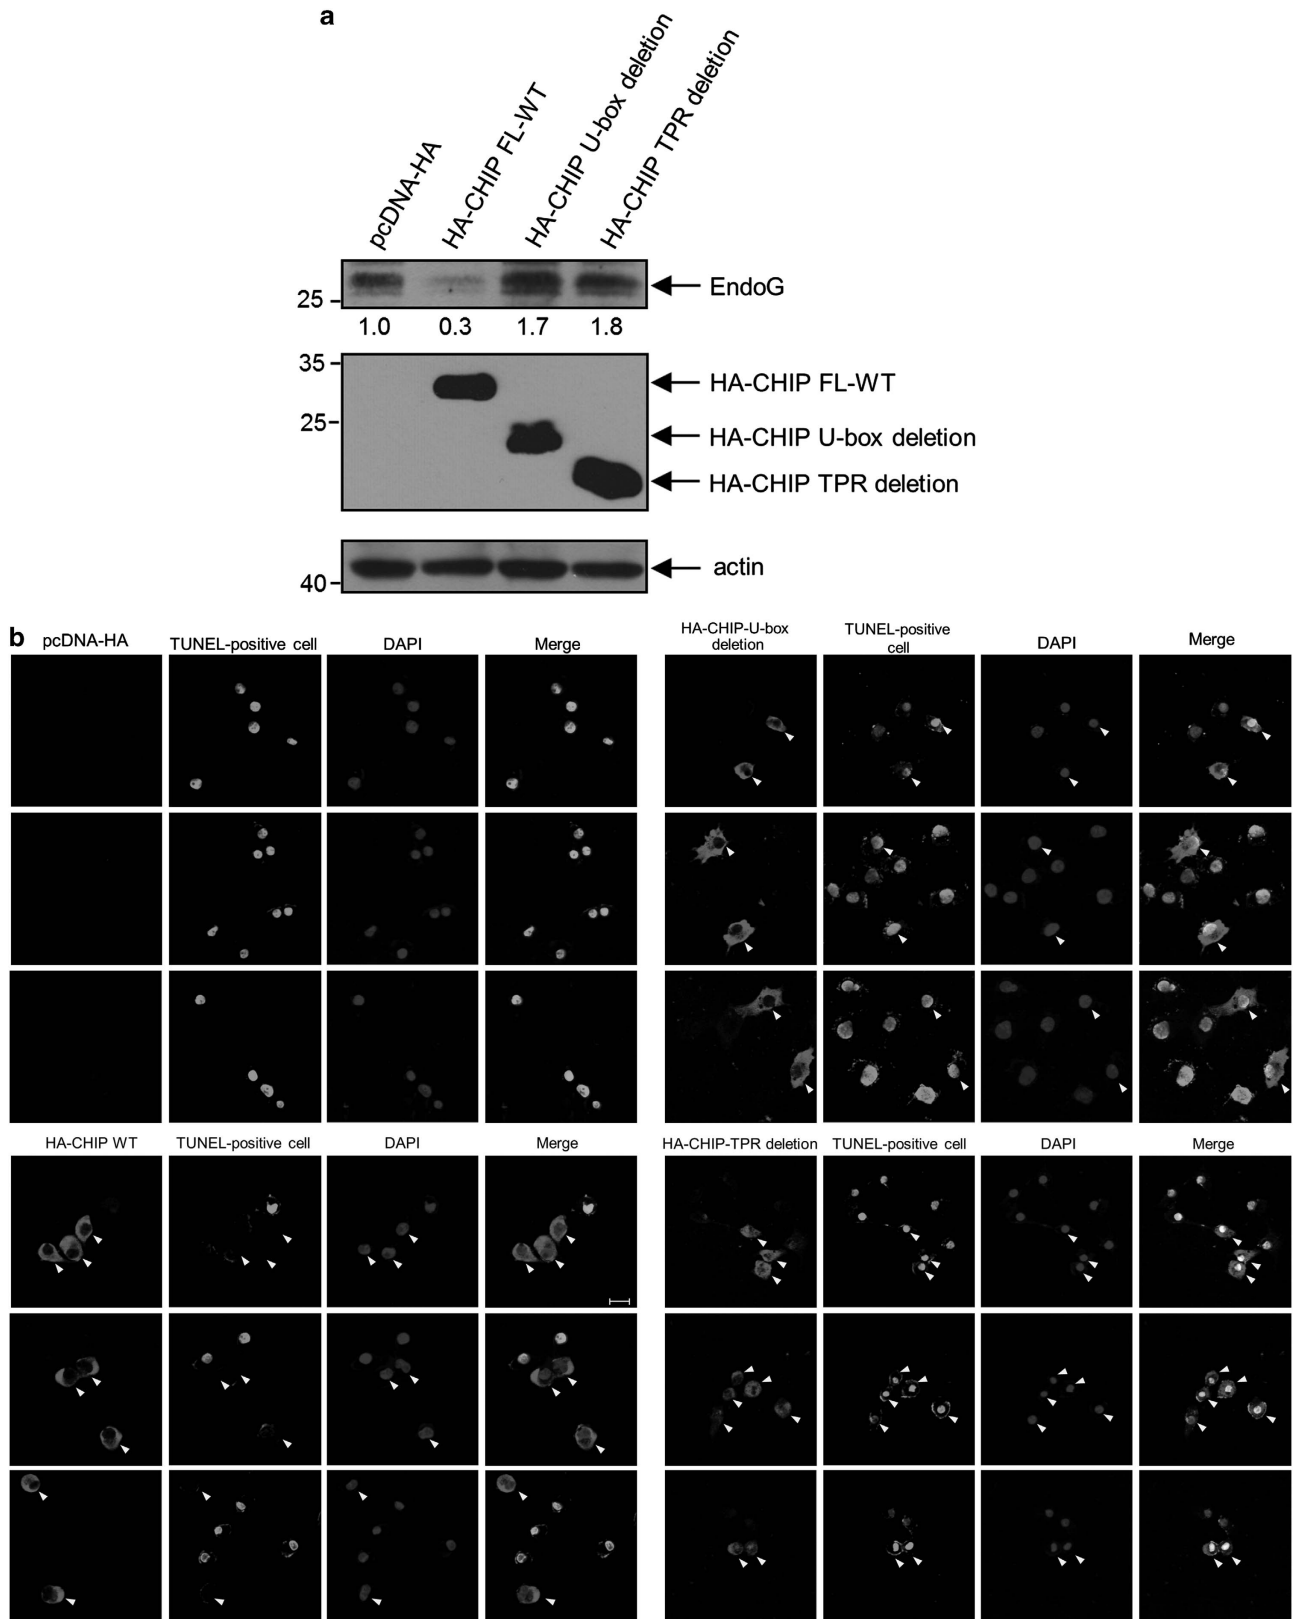 a
pcDNA-HA
HA-CHIP FL-WT
HA-CHIP U-box deletion
HA-CHIP TPR deletion
EndoG
25
1.0 0.3 1.7 1.8
35
HA-CHIP FL-WT
25
HA-CHIP U-box deletion
HA-CHIP TPR deletion
actin
40
b
pcDNA-HA TUNEL-positive cell DAPI Merge
HA-CHIP-U-box
deletion
TUNEL-positive
cell
DAPI
Merge
HA-CHIP WT TUNEL-positive cell DAPI Merge
HA-CHIP-TPR deletion TUNEL-positive cell DAPI Merge